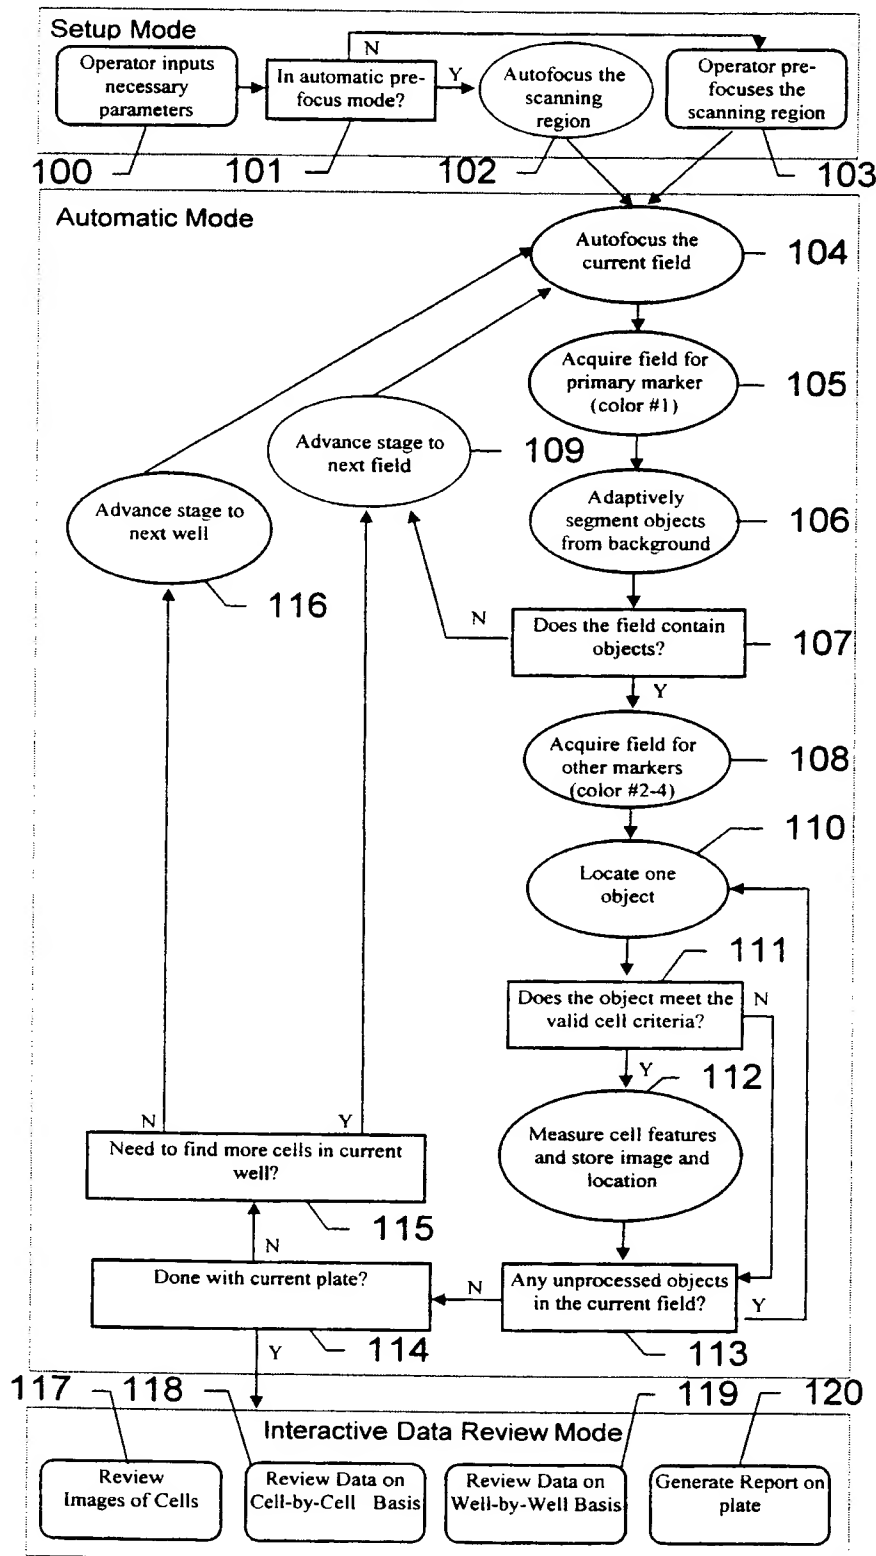 Setup Mode
Operator inputs
necessary
parameters
In automatic pre-
focus mode?
N
Y
Autofocus the
scanning
region
Operator pre-
focuses the
scanning region
100
101
102
103
Automatic Mode
Autofocus the
current field
104
Acquire field for
primary marker
(color #1)
105
Advance stage to
next field
109
Adaptively
segment objects
from background
106
Advance stage to
next well
116
N
Does the field contain
objects?
107
Y
Acquire field for
other markers
(color #2-4)
108
110
Locate one
object
111
Does the object meet the
valid cell criteria?
N
Y
112
Measure cell features
and store image and
location
N
Y
Need to find more cells in current
well?
115
N
Done with current plate?
114
Y
N
Any unprocessed objects
in the current field?
Y
113
117
118
119
120
Interactive Data Review Mode
Review
Images of Cells
Review Data on
Cell-by-Cell Basis
Review Data on
Well-by-Well Basis
Generate Report on
plate